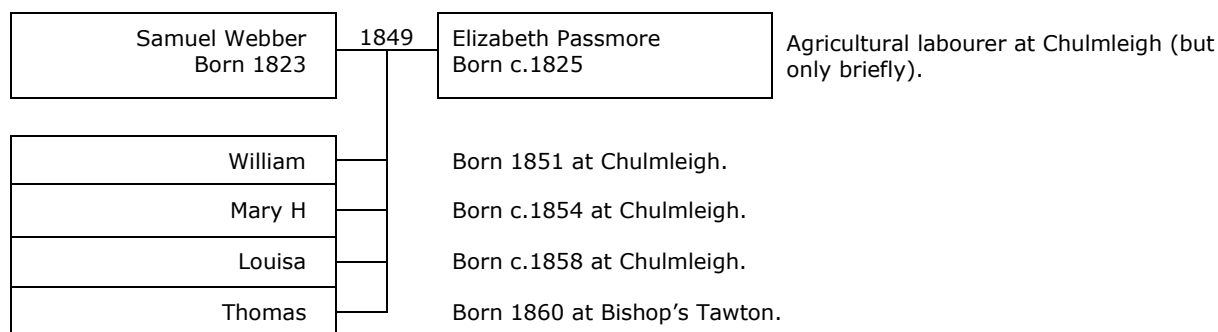 Samuel Webber
Born 1823
1849
Elizabeth Passmore
Born c.1825
Agricultural labourer at Chulmleigh (but
only briefly).
William
Born 1851 at Chulmleigh.
Mary H
Born c.1854 at Chulmleigh.
Louisa
Born c.1858 at Chulmleigh.
Thomas
Born 1860 at Bishop’s Tawton.